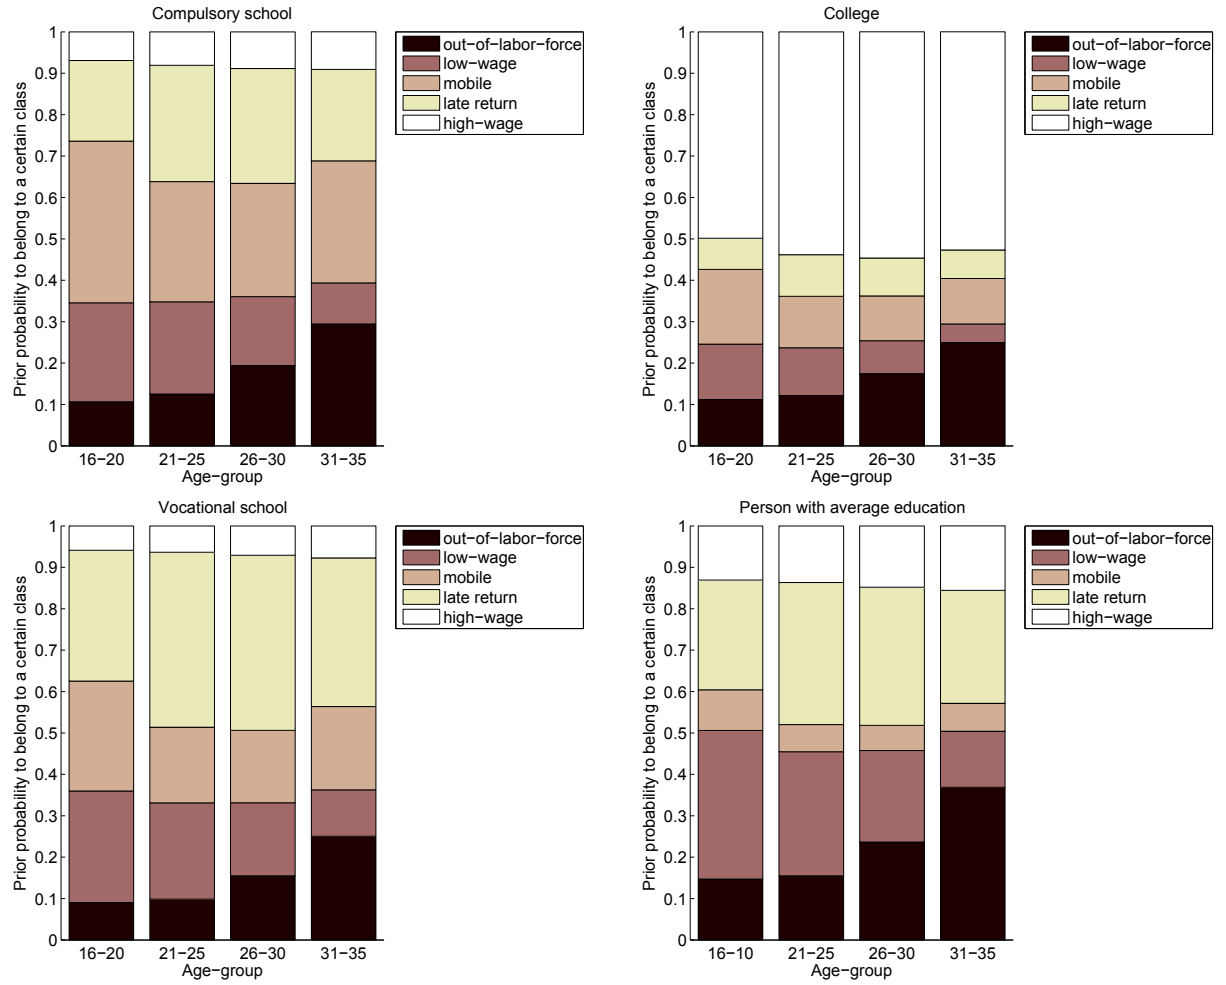 Compulsory school
Prior probability to belong to a certain class
1
0.9
0.8
0.7
0.6
0.5
0.4
0.3
0.2
0.1
0
16−20 21−25 26−30 31−35
Age−group
out−of−labor−force
low−wage
mobile
late return
high−wage
College
Prior probability to belong to a certain class
1
0.9
0.8
0.7
0.6
0.5
0.4
0.3
0.2
0.1
0
16−20 21−25 26−30 31−35
Age−group
out−of−labor−force
low−wage
mobile
late return
high−wage
Vocational school
Prior probability to belong to a certain class
1
0.9
0.8
0.7
0.6
0.5
0.4
0.3
0.2
0.1
0
16−20 21−25 26−30 31−35
Age−group
out−of−labor−force
low−wage
mobile
late return
high−wage
Person with average education
Prior probability to belong to a certain class
1
0.9
0.8
0.7
0.6
0.5
0.4
0.3
0.2
0.1
0
16−10 21−25 26−30 31−35
Age−group
out−of−labor−force
low−wage
mobile
late return
high−wage